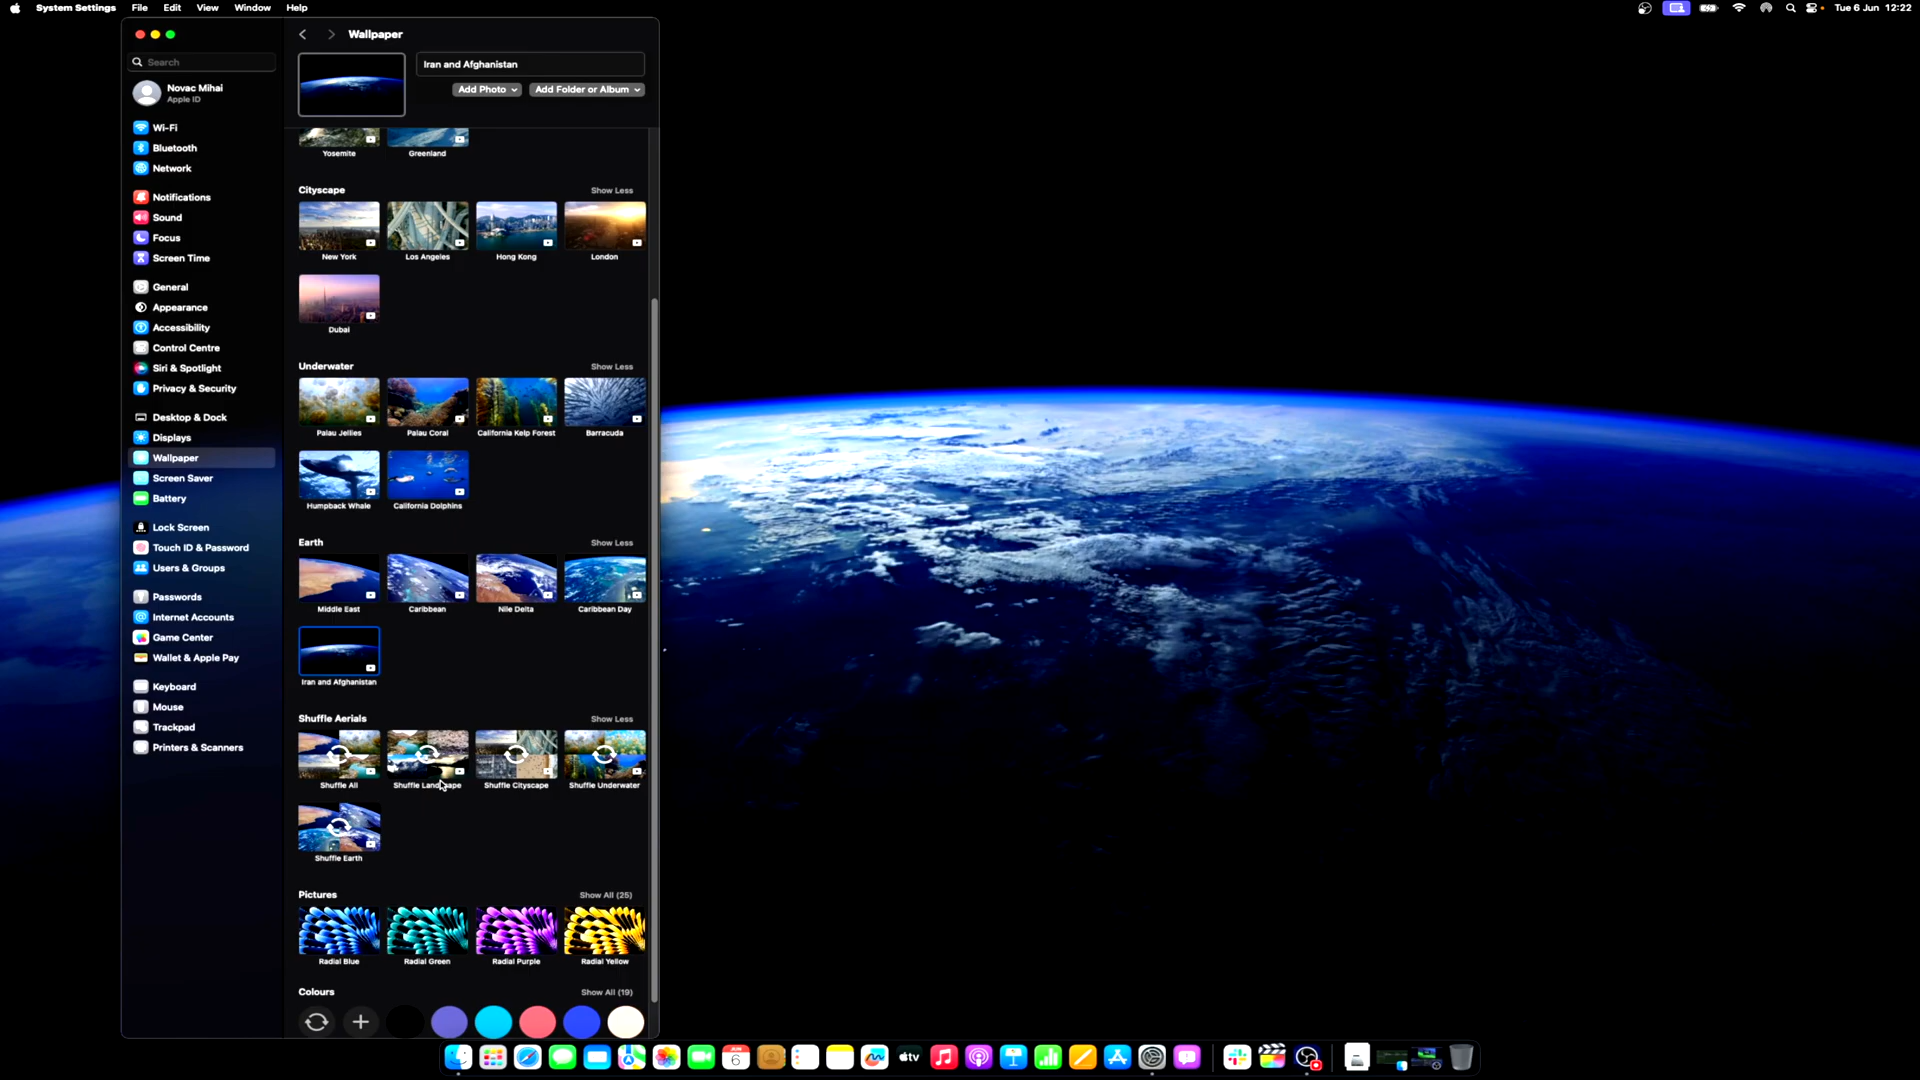 System Settings File Edit View Window Help
Tue 6 Jun 12:22
Wallpaper
Search
Iran and Afghanistan
Add Photo
Add Folder or Album
Novac Mihai
Apple ID
Wi-Fi
Bluetooth
Network
Notifications
Sound
Focus
Screen Time
General
Appearance
Accessibility
Control Centre
Siri & Spotlight
Privacy & Security
Desktop & Dock
Displays
Wallpaper
Screen Saver
Battery
Lock Screen
Touch ID & Password
Users & Groups
Passwords
Internet Accounts
Game Center
Wallet & Apple Pay
Keyboard
Mouse
Trackpad
Printers & Scanners
Yosemite Greenland
Cityscape Show Less
New York Los Angeles Hong Kong London
Dubai
Underwater Show Less
Palau Jellies Palau Coral California Kelp Forest Barracuda
Humpback Whale California Dolphins
Earth Show Less
Middle East Caribbean Nile Delta Caribbean Day
Iran and Afghanistan
Shuffle Aerials Show Less
Shuffle All Shuffle Landscape Shuffle Cityscape Shuffle Underwater
Shuffle Earth
Pictures Show All (25)
Radial Blue Radial Green Radial Purple Radial Yellow
Colours Show All (19)
JUN
6
tv